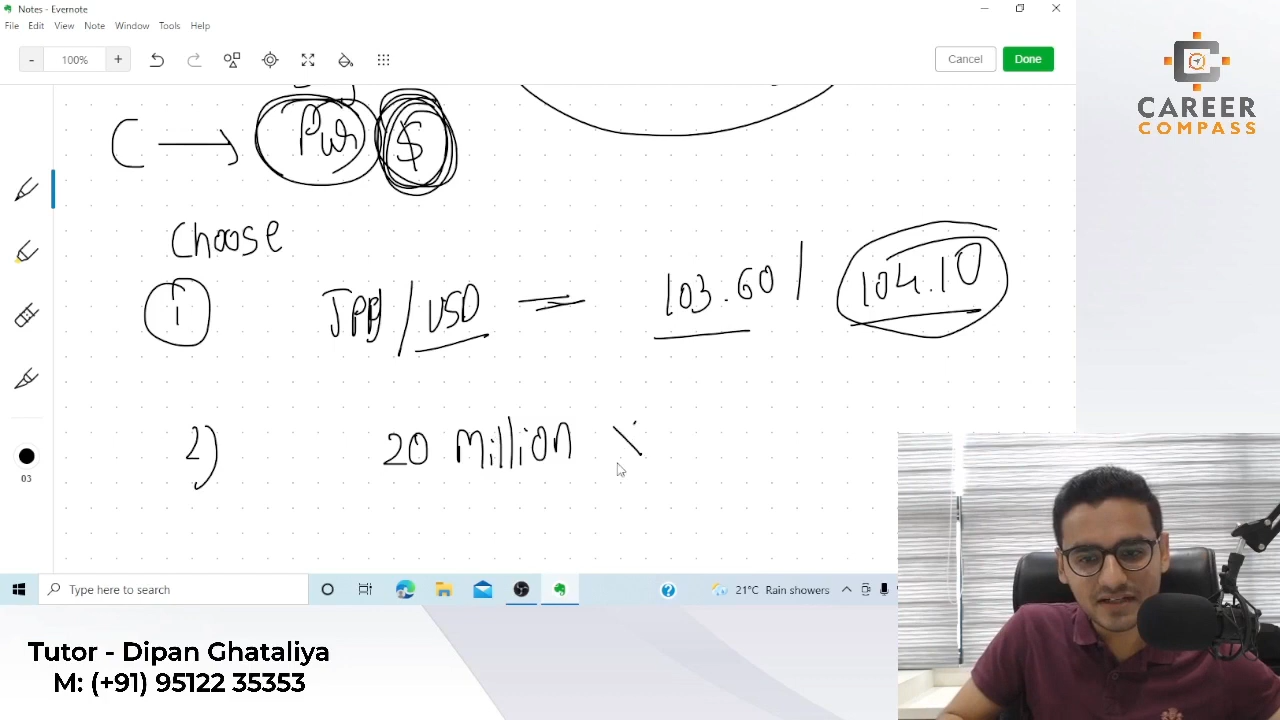 Notes - Evernote
File Edit View Note Window Tools Help
- 100% + Cancel Done
CAREER
COMPASS
C → Pur $
Choose
1 JPY / USD = 103.60 / 104.10
2) 20 Million
03
Type here to search
21°C Rain showers
Tutor - Dipan Ghataliya
M: (+91) 95122 35353